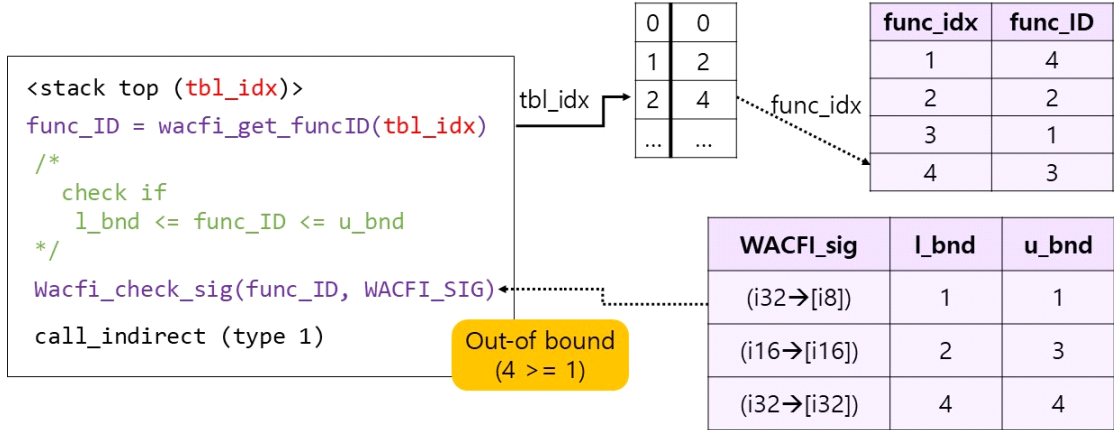 <stack top (tbl_idx)>
func_ID = wacfi_get_funcID(tbl_idx)
/*
check if
l_bnd <= func_ID <= u_bnd
*/
Wacfi_check_sig(func_ID, WACFI_SIG)
call_indirect (type 1)
Out-of bound
(4 >= 1)
tbl_idx
0 0
1 2
2 4
... ...
func_idx
func_idx func_ID
1 4
2 2
3 1
4 3
WACFI_sig l_bnd u_bnd
(i32→[i8]) 1 1
(i16→[i16]) 2 3
(i32→[i32]) 4 4